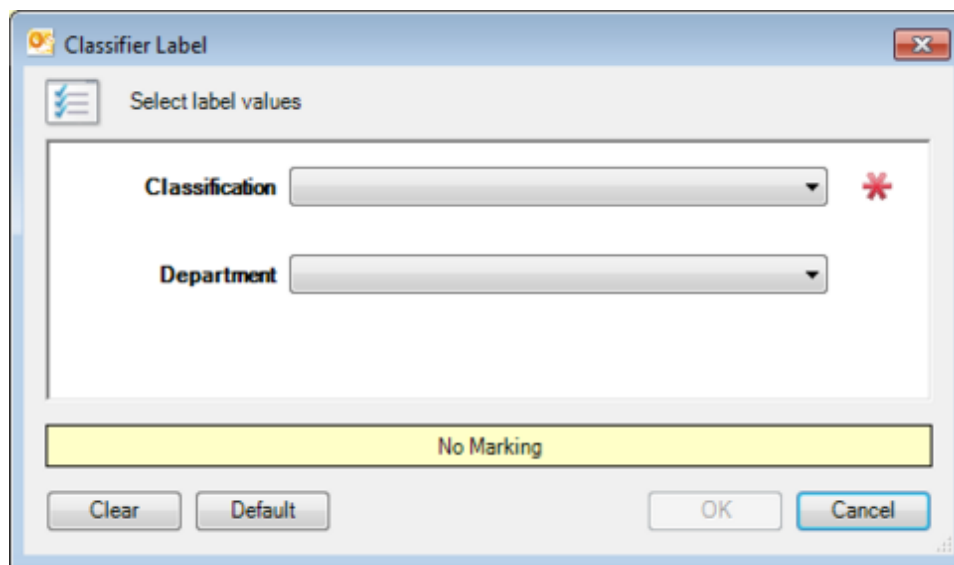 Classifier Label
Select label values
Classification
Department
No Marking
Clear Default OK Cancel